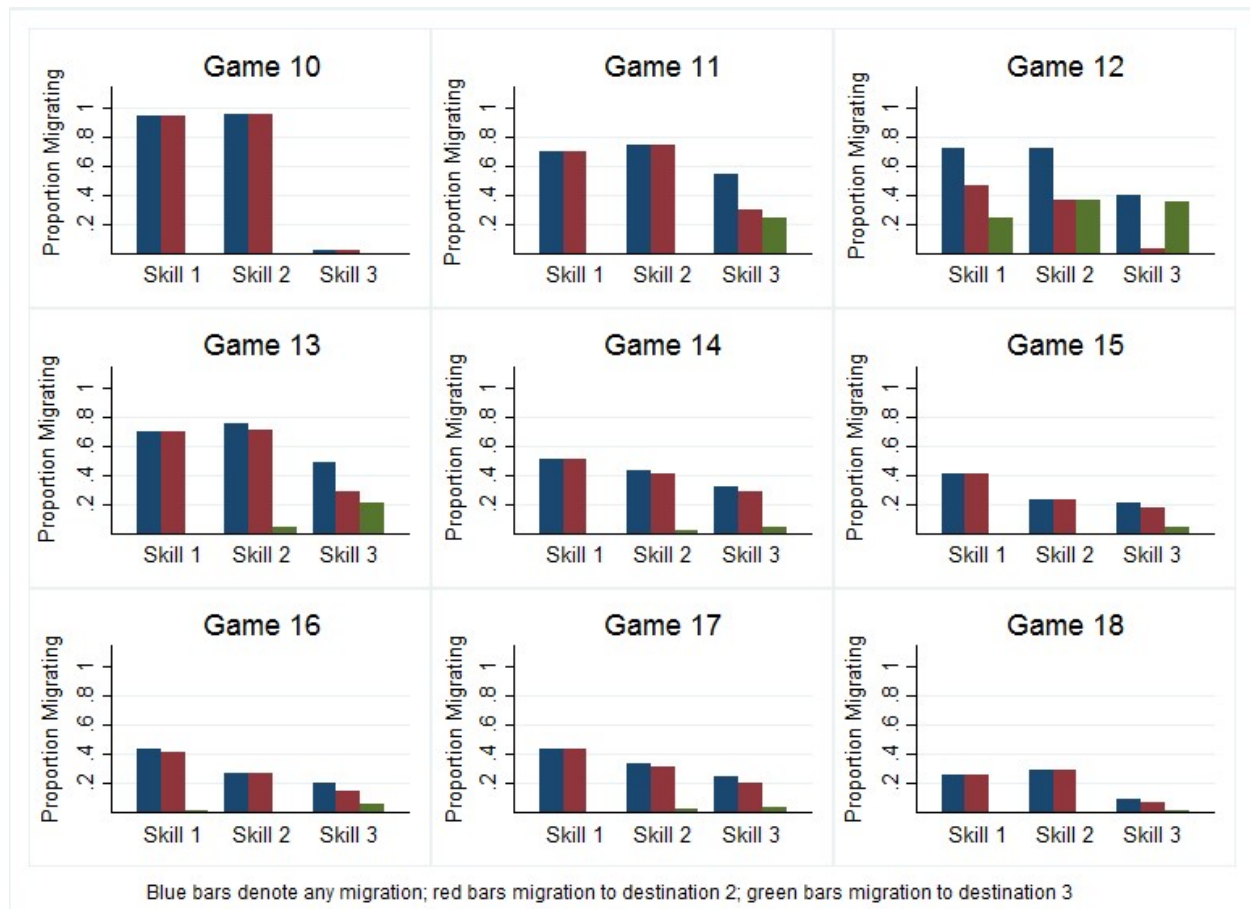 Game 10
Proportion Migrating
1
.8
.6
.4
.2
Skill 1 Skill 2 Skill 3
Game 11
Proportion Migrating
1
.8
.6
.4
.2
Skill 1 Skill 2 Skill 3
Game 12
Proportion Migrating
1
.8
.6
.4
.2
Skill 1 Skill 2 Skill 3
Game 13
Proportion Migrating
1
.8
.6
.4
.2
Skill 1 Skill 2 Skill 3
Game 14
Proportion Migrating
1
.8
.6
.4
.2
Skill 1 Skill 2 Skill 3
Game 15
Proportion Migrating
1
.8
.6
.4
.2
Skill 1 Skill 2 Skill 3
Game 16
Proportion Migrating
1
.8
.6
.4
.2
Skill 1 Skill 2 Skill 3
Game 17
Proportion Migrating
1
.8
.6
.4
.2
Skill 1 Skill 2 Skill 3
Game 18
Proportion Migrating
1
.8
.6
.4
.2
Skill 1 Skill 2 Skill 3
Blue bars denote any migration; red bars migration to destination 2; green bars migration to destination 3